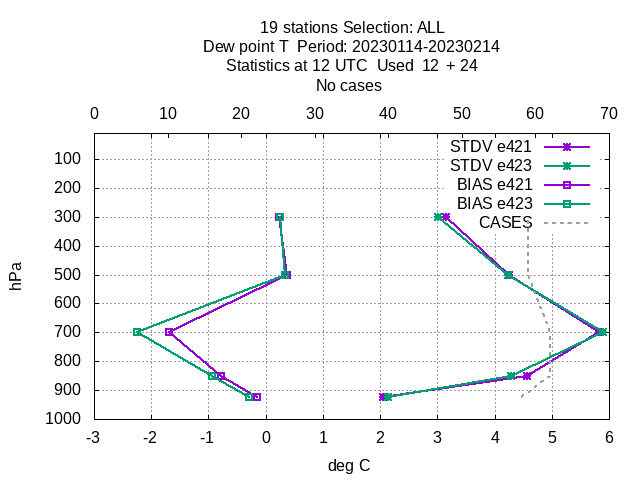 19 stations Selection: ALL
Dew point T  Period: 20230114-20230214
Statistics at 12 UTC  Used  12  + 24
No cases
0 10 20 30 40 50 60 70
STDV e421
STDV e423
BIAS e421
BIAS e423
CASES
100
200
300
400
500
600
700
800
900
1000
hPa
-3 -2 -1 0 1 2 3 4 5 6
deg C